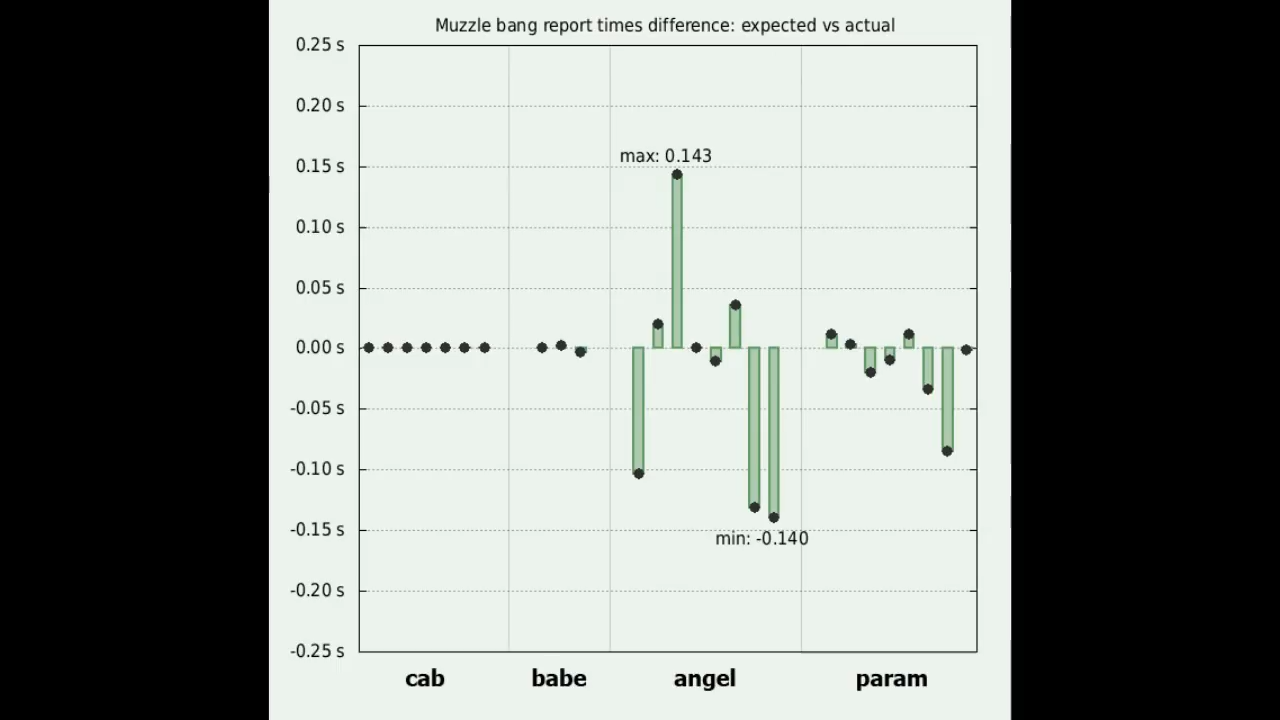 Muzzle bang report times difference: expected vs actual
0.25 s
0.20 s
max: 0.143
0.15 s
0.10 s
0.05 s
0.00 s
-0.05 s
-0.10 s
-0.15 s
min: -0.140
-0.20 s
-0.25 s
cab babe angel param